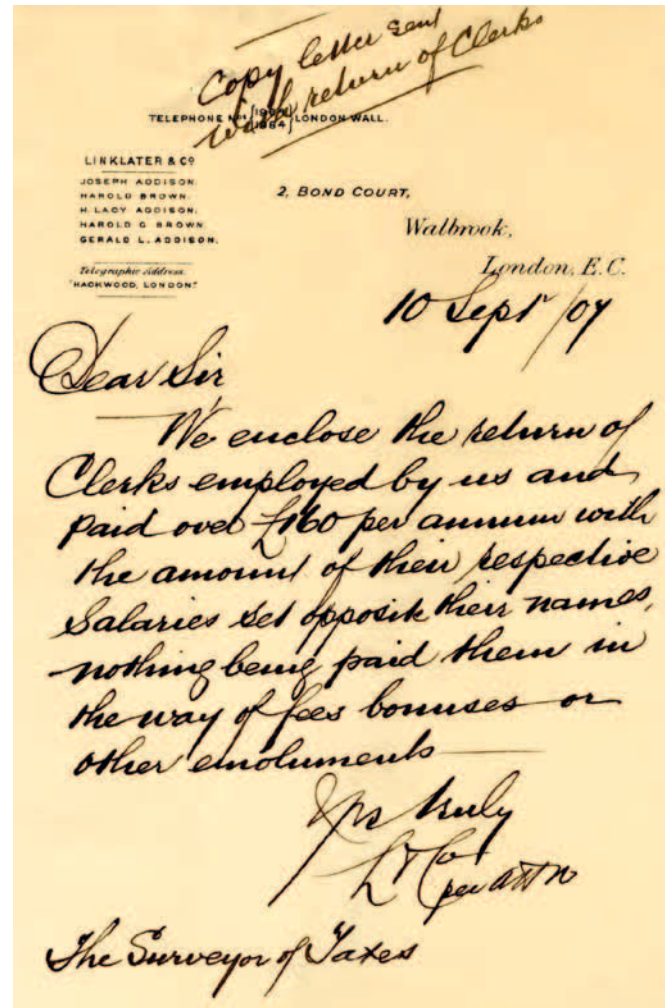 Copy letter sent
with return of Clerks
TELEPHONE Nos LONDON WALL.
LINKLATER & Co
JOSEPH ADDISON.
HAROLD BROWN.
H. LACY ADDISON.
HAROLD G BROWN
GERALD L. ADDISON.
Telegraphic Address.
"HACKWOOD, LONDON."
2, BOND COURT,
Walbrook,
London, E.C.
10 Sept /07
Dear Sir,
We enclose the return of
Clerks employed by us and
paid over £160 per annum with
the amount of their respective
Salaries set opposite their names,
nothing being paid them in
the way of fees bonuses or
other emoluments
Yrs truly
L & Co
per
The Surveyor of Taxes